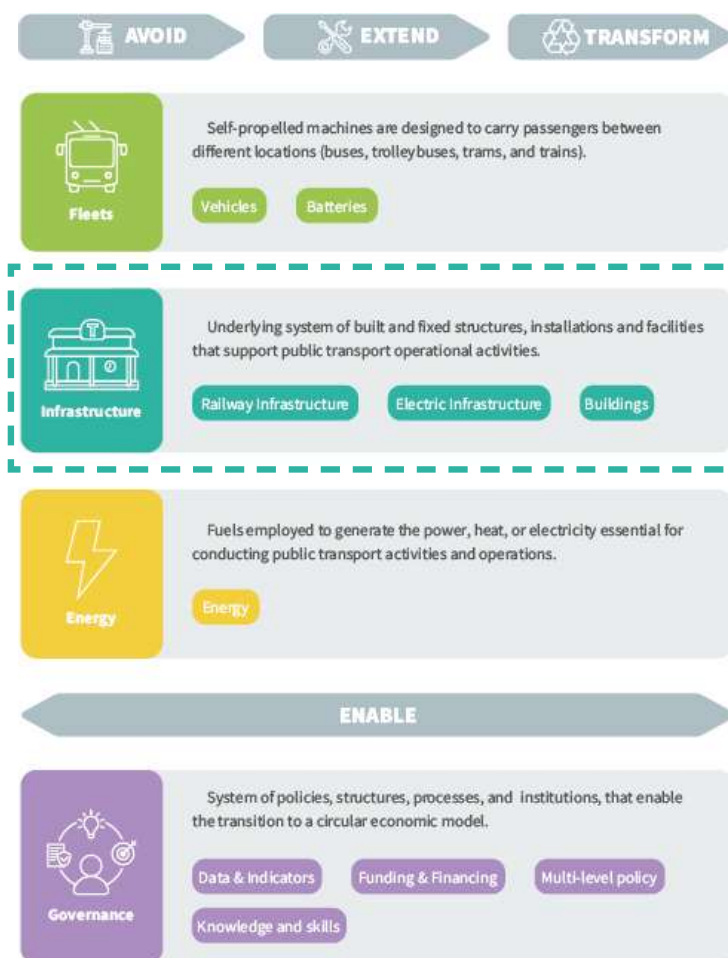 AVOID
EXTEND
TRANSFORM
Self-propelled machines are designed to carry passengers between
different locations (buses, trolleybuses, trams, and trains).
Fleets
Vehicles
Batteries
T
Underlying system of built and fixed structures, installations and facilities
that support public transport operational activities.
Infrastructure
Railway Infrastructure
Electric Infrastructure
Buildings
Fuels employed to generate the power, heat, or electricity essential for
conducting public transport activities and operations.
Energy
Energy
ENABLE
System of policies, structures, processes, and institutions, that enable
the transition to a circular economic model.
Governance
Data & Indicators
Funding & Financing
Multi-level policy
Knowledge and skills